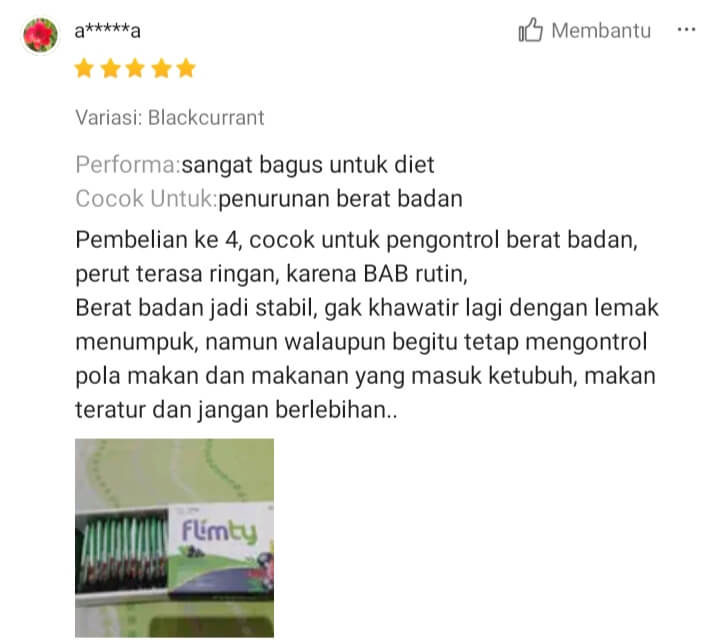 a*****a
Membantu
Variasi: Blackcurrant
Performa:sangat bagus untuk diet
Cocok Untuk:penurunan berat badan
Pembelian ke 4, cocok untuk pengontrol berat badan,
perut terasa ringan, karena BAB rutin,
Berat badan jadi stabil, gak khawatir lagi dengan lemak
menumpuk, namun walaupun begitu tetap mengontrol
pola makan dan makanan yang masuk ketubuh, makan
teratur dan jangan berlebihan..
Flimty